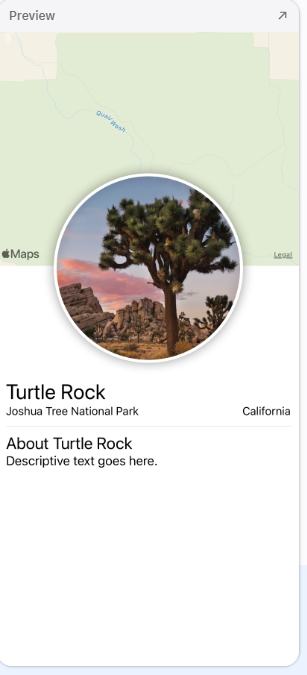 Preview
Quail Wash
Maps
Legal
Turtle Rock
Joshua Tree National Park California
About Turtle Rock
Descriptive text goes here.